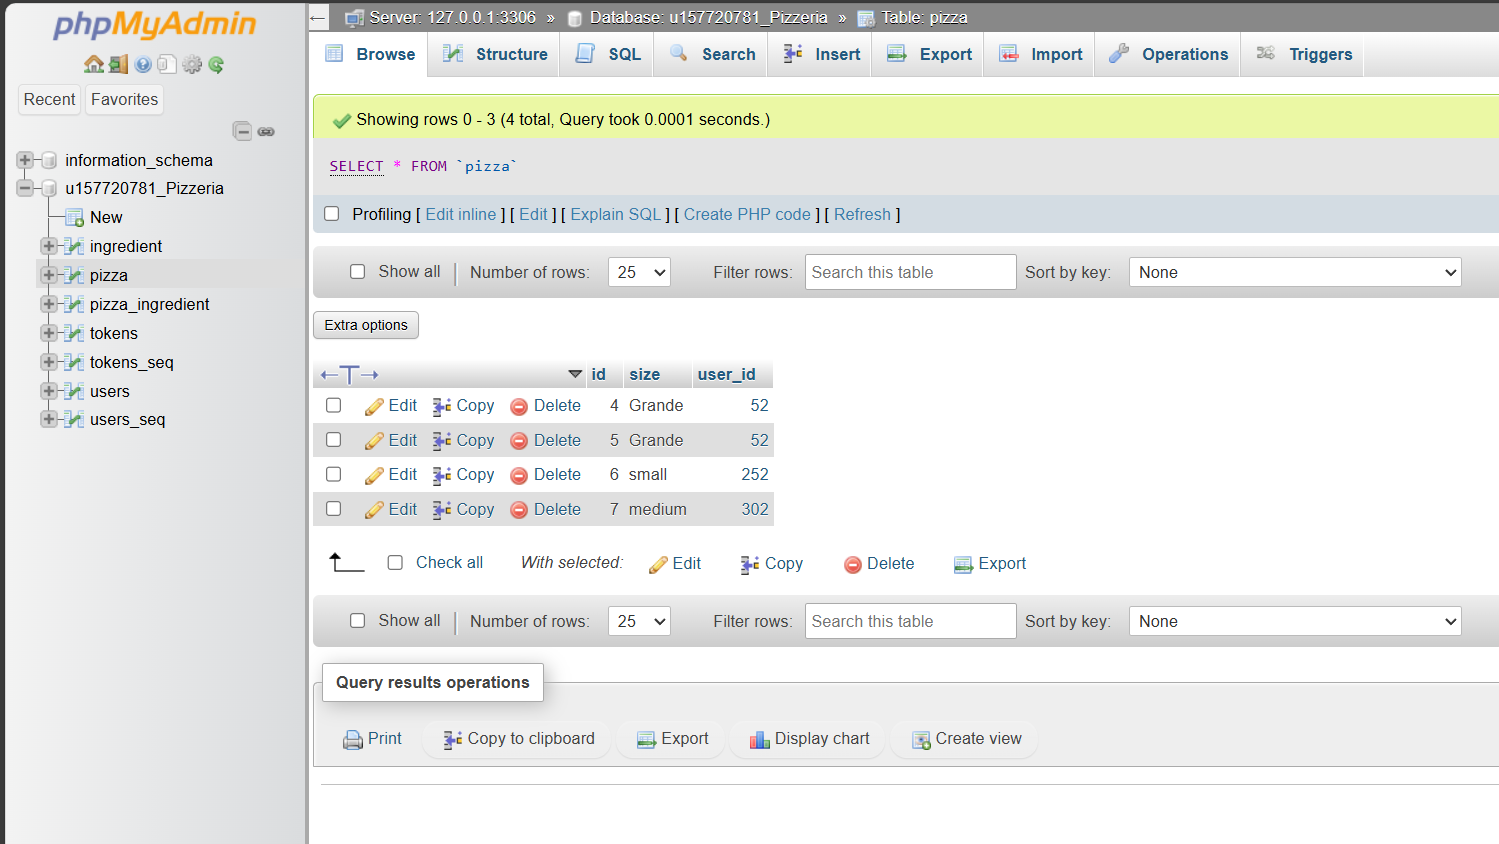 phpMyAdmin
Recent Favorites
information_schema
u157720781_Pizzeria
New
ingredient
pizza
pizza_ingredient
tokens
tokens_seq
users
users_seq
← Server: 127.0.0.1:3306 » Database: u157720781_Pizzeria » Table: pizza
Browse Structure SQL Search Insert Export Import Operations Triggers
Showing rows 0 - 3 (4 total, Query took 0.0001 seconds.)
SELECT * FROM `pizza`
Profiling [ Edit inline ] [ Edit ] [ Explain SQL ] [ Create PHP code ] [ Refresh ]
Show all | Number of rows: 25 Filter rows: Search this table Sort by key: None
Extra options
←T→ id size user_id
Edit Copy Delete 4 Grande 52
Edit Copy Delete 5 Grande 52
Edit Copy Delete 6 small 252
Edit Copy Delete 7 medium 302
Check all With selected: Edit Copy Delete Export
Show all | Number of rows: 25 Filter rows: Search this table Sort by key: None
Query results operations
Print Copy to clipboard Export Display chart Create view